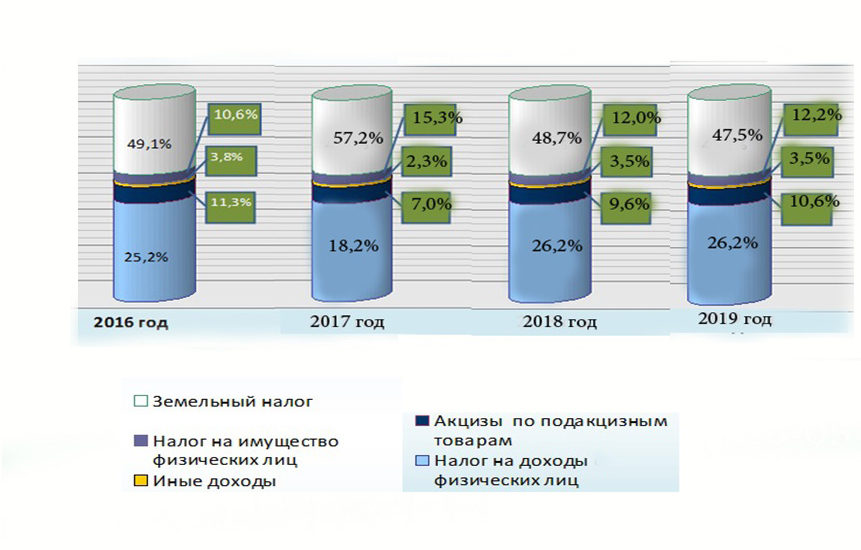 49,1%
10,6%
3,8%
11,3%
25,2%
57,2%
15,3%
2,3%
7,0%
18,2%
48,7%
12,0%
3,5%
9,6%
26,2%
47,5%
12,2%
3,5%
10,6%
26,2%
2016 год
2017 год
2018 год
2019 год
Земельный налог
Налог на имущество
физических лиц
Иные доходы
Акцизы по подакцизным
товарам
Налог на доходы
физических лиц